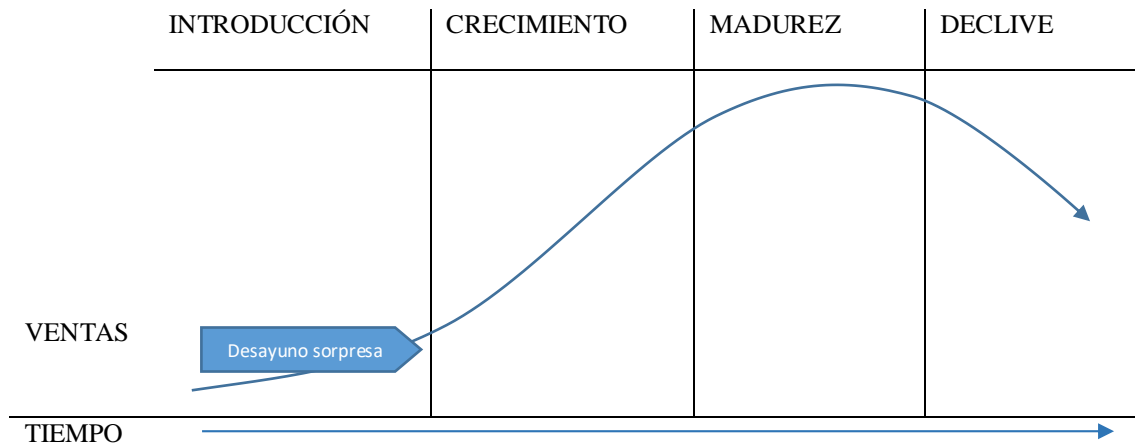 INTRODUCCIÓN CRECIMIENTO MADUREZ DECLIVE
VENTAS
Desayuno sorpresa
TIEMPO